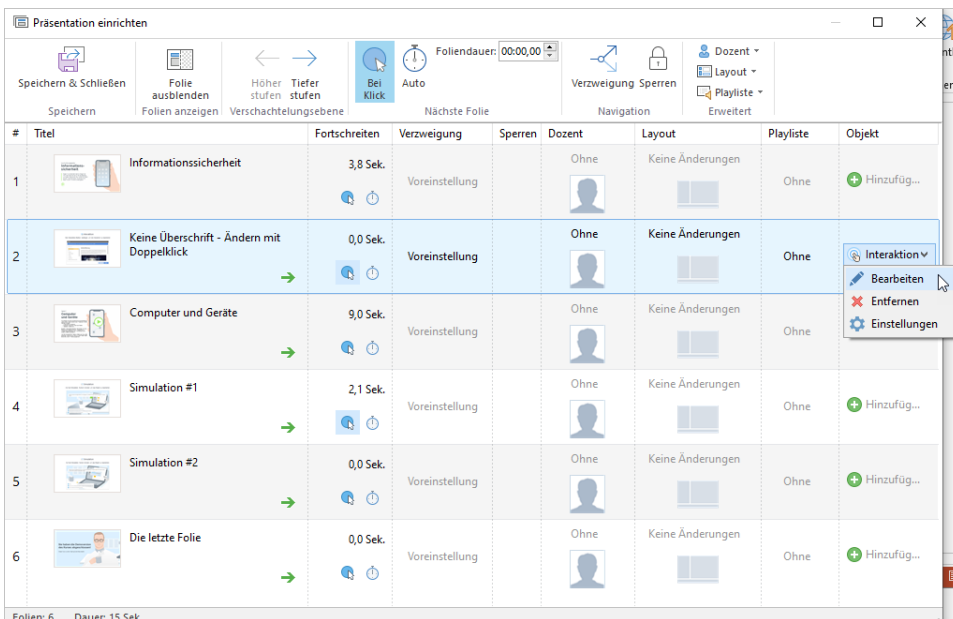 Präsentation einrichten
Foliendauer: 00:00,00
Speichern & Schließen
Folie ausblenden
Höher stufen
Tiefer stufen
Bei Klick
Auto
Verzweigung
Sperren
Dozent
Layout
Playliste
Speichern
Folien anzeigen
Verschachtelungsebene
Nächste Folie
Navigation
Erweitert
# Titel Fortschreiten Verzweigung Sperren Dozent Layout Playliste Objekt
1 Informationssicherheit 3,8 Sek. Voreinstellung Ohne Keine Änderungen Ohne Hinzufüg...
2 Keine Überschrift - Ändern mit Doppelklick 0,0 Sek. Voreinstellung Ohne Keine Änderungen Ohne Interaktion
Bearbeiten
Entfernen
Einstellungen
3 Computer und Geräte 9,0 Sek. Voreinstellung Ohne Keine Änderungen Ohne
4 Simulation #1 2,1 Sek. Voreinstellung Ohne Keine Änderungen Ohne Hinzufüg...
5 Simulation #2 0,0 Sek. Voreinstellung Ohne Keine Änderungen Ohne Hinzufüg...
6 Die letzte Folie 0,0 Sek. Voreinstellung Ohne Keine Änderungen Ohne Hinzufüg...
Folien: 6 Dauer: 15 Sek.